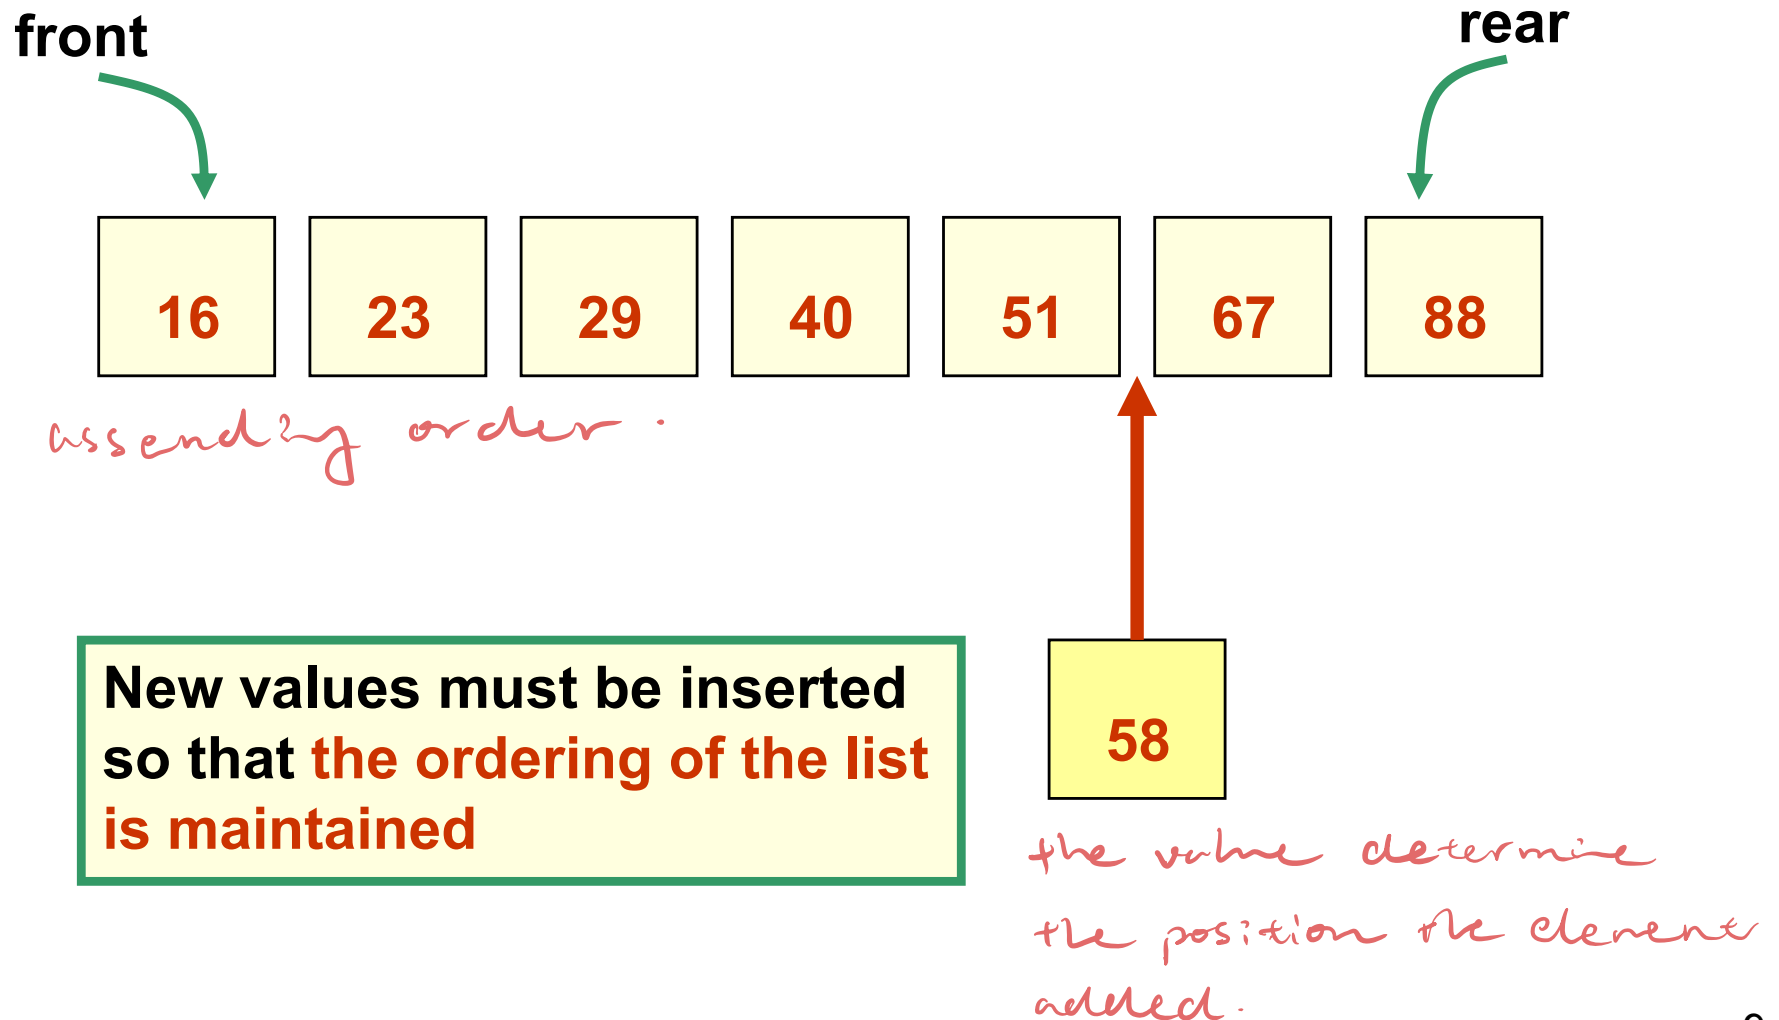 front
rear
16 23 29 40 51 67 88
assending order.
New values must be inserted
so that the ordering of the list
is maintained
58
the value determine
the position the element
added.